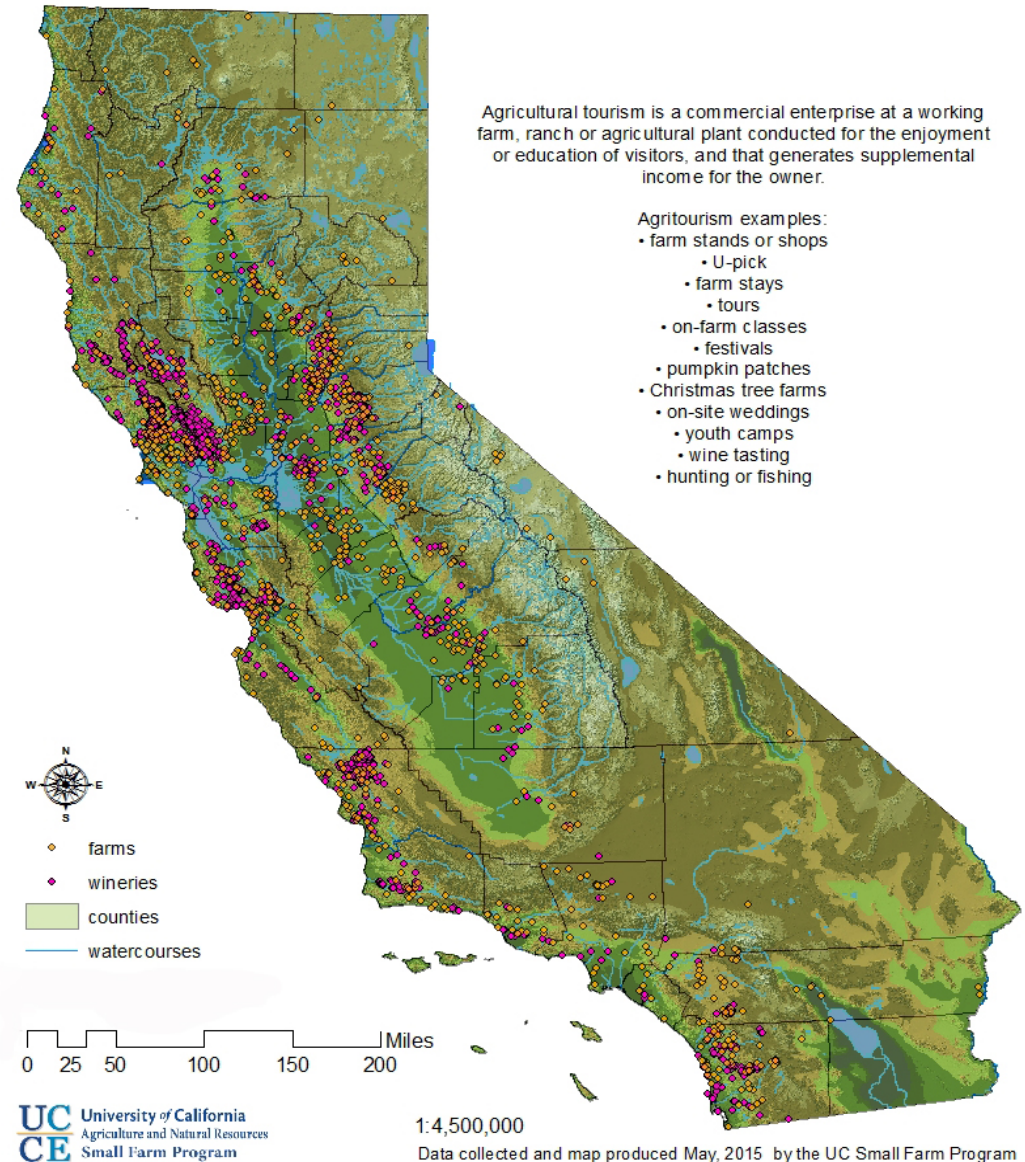 Agricultural tourism is a commercial enterprise at a working
farm, ranch or agricultural plant conducted for the enjoyment
or education of visitors, and that generates supplemental
income for the owner.
Agritourism examples:
• farm stands or shops
• U-pick
• farm stays
• tours
• on-farm classes
• festivals
• pumpkin patches
• Christmas tree farms
• on-site weddings
• youth camps
• wine tasting
• hunting or fishing
N
W E
S
farms
wineries
counties
watercourses
Miles
0 25 50 100 150 200
UC
CE
University of California
Agriculture and Natural Resources
Small Farm Program
1:4,500,000
Data collected and map produced May, 2015 by the UC Small Farm Program